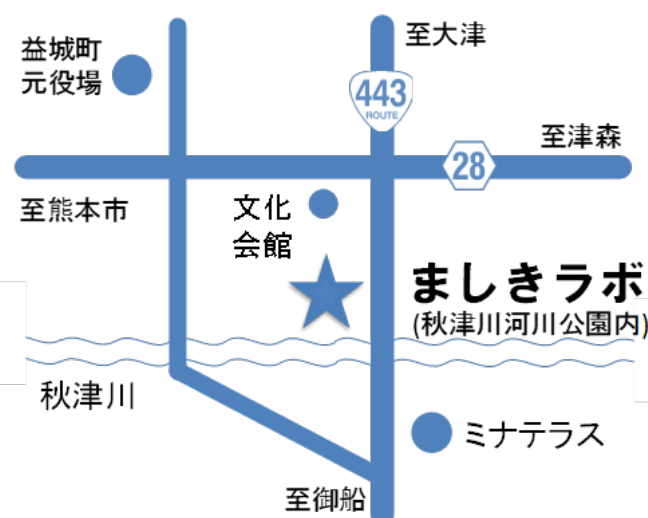 益城町
元役場
至大津
443
ROUTE
至津森
28
至熊本市
文化
会館
ましきラボ
(秋津川河川公園内)
秋津川
ミナテラス
至御船